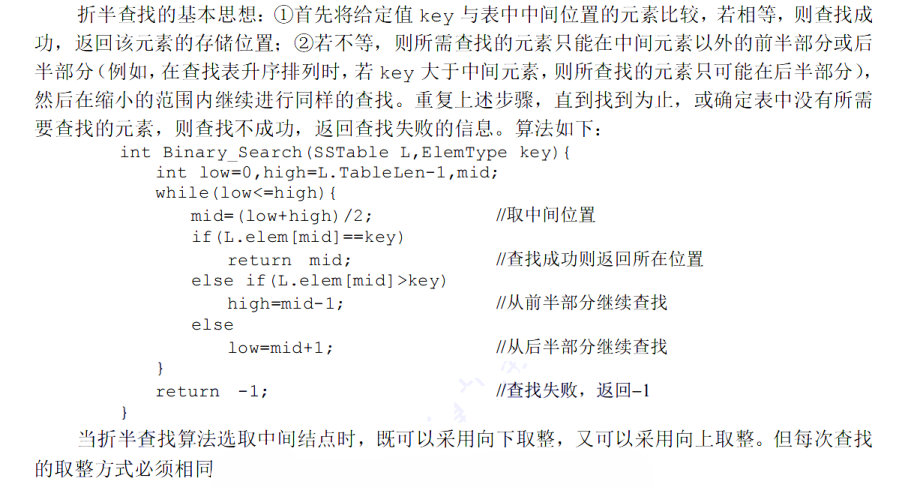 折半查找的基本思想：①首先将给定值 key 与表中中间位置的元素比较，若相等，则查找成
功，返回该元素的存储位置；②若不等，则所需查找的元素只能在中间元素以外的前半部分或后
半部分（例如，在查找表升序排列时，若 key 大于中间元素，则所查找的元素只可能在后半部分），
然后在缩小的范围内继续进行同样的查找。重复上述步骤，直到找到为止，或确定表中没有所需
要查找的元素，则查找不成功，返回查找失败的信息。算法如下：
int Binary_Search(SSTable L,ElemType key){
int low=0,high=L.TableLen-1,mid;
while(low<=high){
mid=(low+high)/2; //取中间位置
if(L.elem[mid]==key)
return mid; //查找成功则返回所在位置
else if(L.elem[mid]>key)
high=mid-1; //从前半部分继续查找
else
low=mid+1; //从后半部分继续查找
}
return -1; //查找失败，返回–1
}
当折半查找算法选取中间结点时，既可以采用向下取整，又可以采用向上取整。但每次查找
的取整方式必须相同